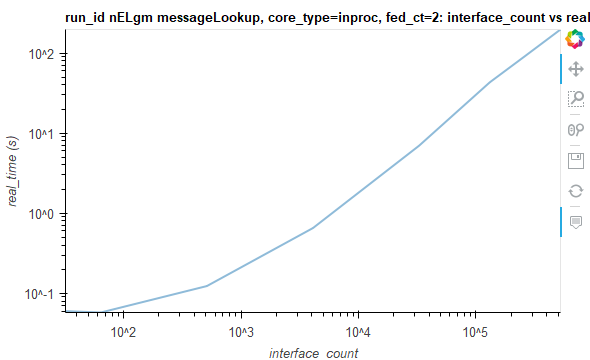 run_id nELgm messageLookup, core_type=inproc, fed_ct=2: interface_count vs real
10^2
10^1
10^0
10^-1
real_time (s)
10^2
10^3
10^4
10^5
interface_count